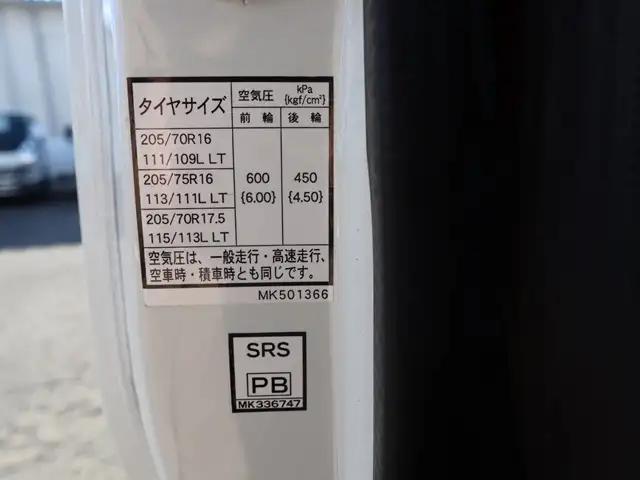 タイヤサイズ 空気圧 kPa {kgf/cm²}
前輪 後輪
205/70R16
111/109L LT
205/75R16 600 450
113/111L LT {6.00} {4.50}
205/70R17.5
115/113L LT
空気圧は、一般走行・高速走行、
空車時・積車時とも同じです。
MK501366
SRS
PB
MK336747